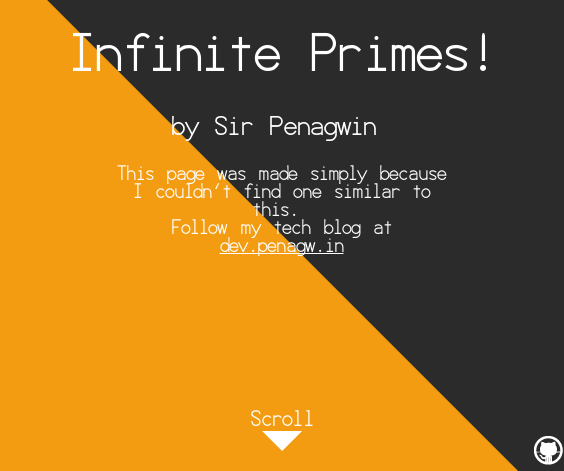 Infinite Primes!
by Sir Penagwin
This page was made simply because
I couldn't find one similar to
this.
Follow my tech blog at
dev.penagw.in
Scroll